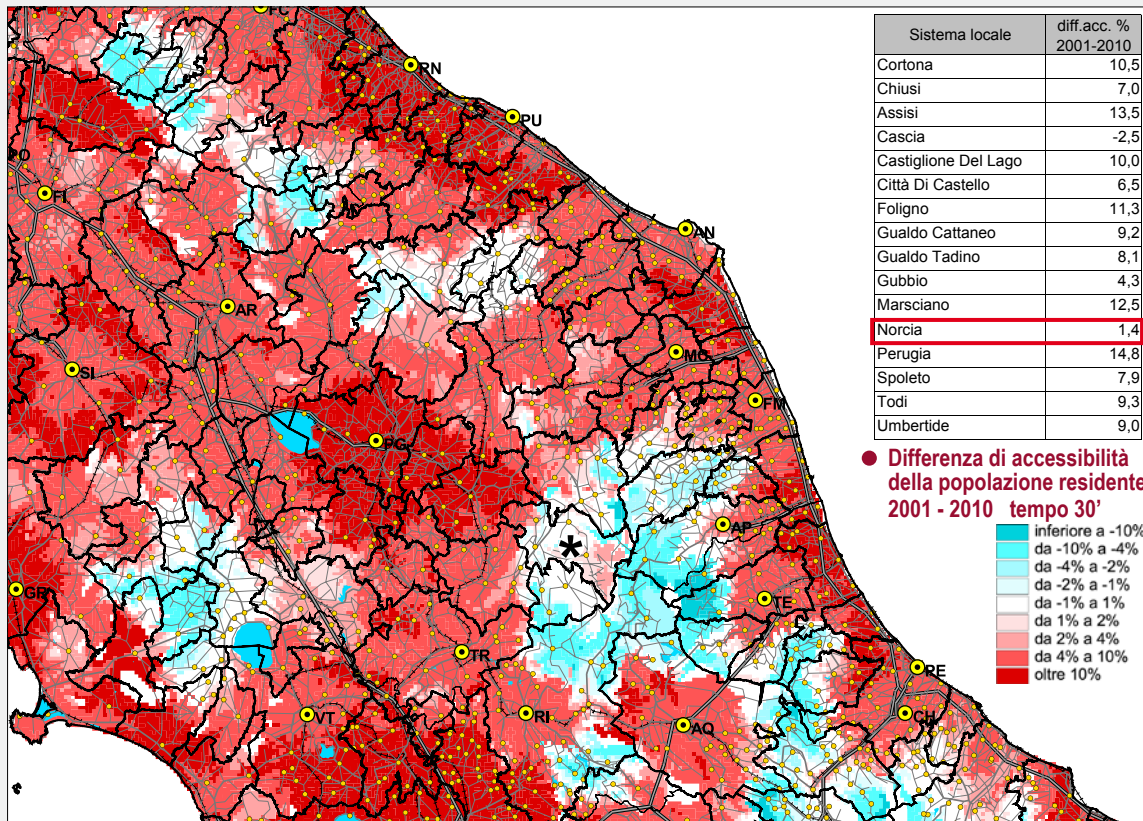 FC
RN
PU
FI
AN
AR
MC
SI
FM
PG
AP
*
GR
TE
TR
PE
VT
RI
AQ
CH
Sistema locale diff.acc. % 2001-2010
Cortona 10,5
Chiusi 7,0
Assisi 13,5
Cascia -2,5
Castiglione Del Lago 10,0
Città Di Castello 6,5
Foligno 11,3
Gualdo Cattaneo 9,2
Gualdo Tadino 8,1
Gubbio 4,3
Marsciano 12,5
Norcia 1,4
Perugia 14,8
Spoleto 7,9
Todi 9,3
Umbertide 9,0
● Differenza di accessibilità
della popolazione residente
2001 - 2010 tempo 30'
inferiore a -10%
da -10% a -4%
da -4% a -2%
da -2% a -1%
da -1% a 1%
da 1% a 2%
da 2% a 4%
da 4% a 10%
oltre 10%